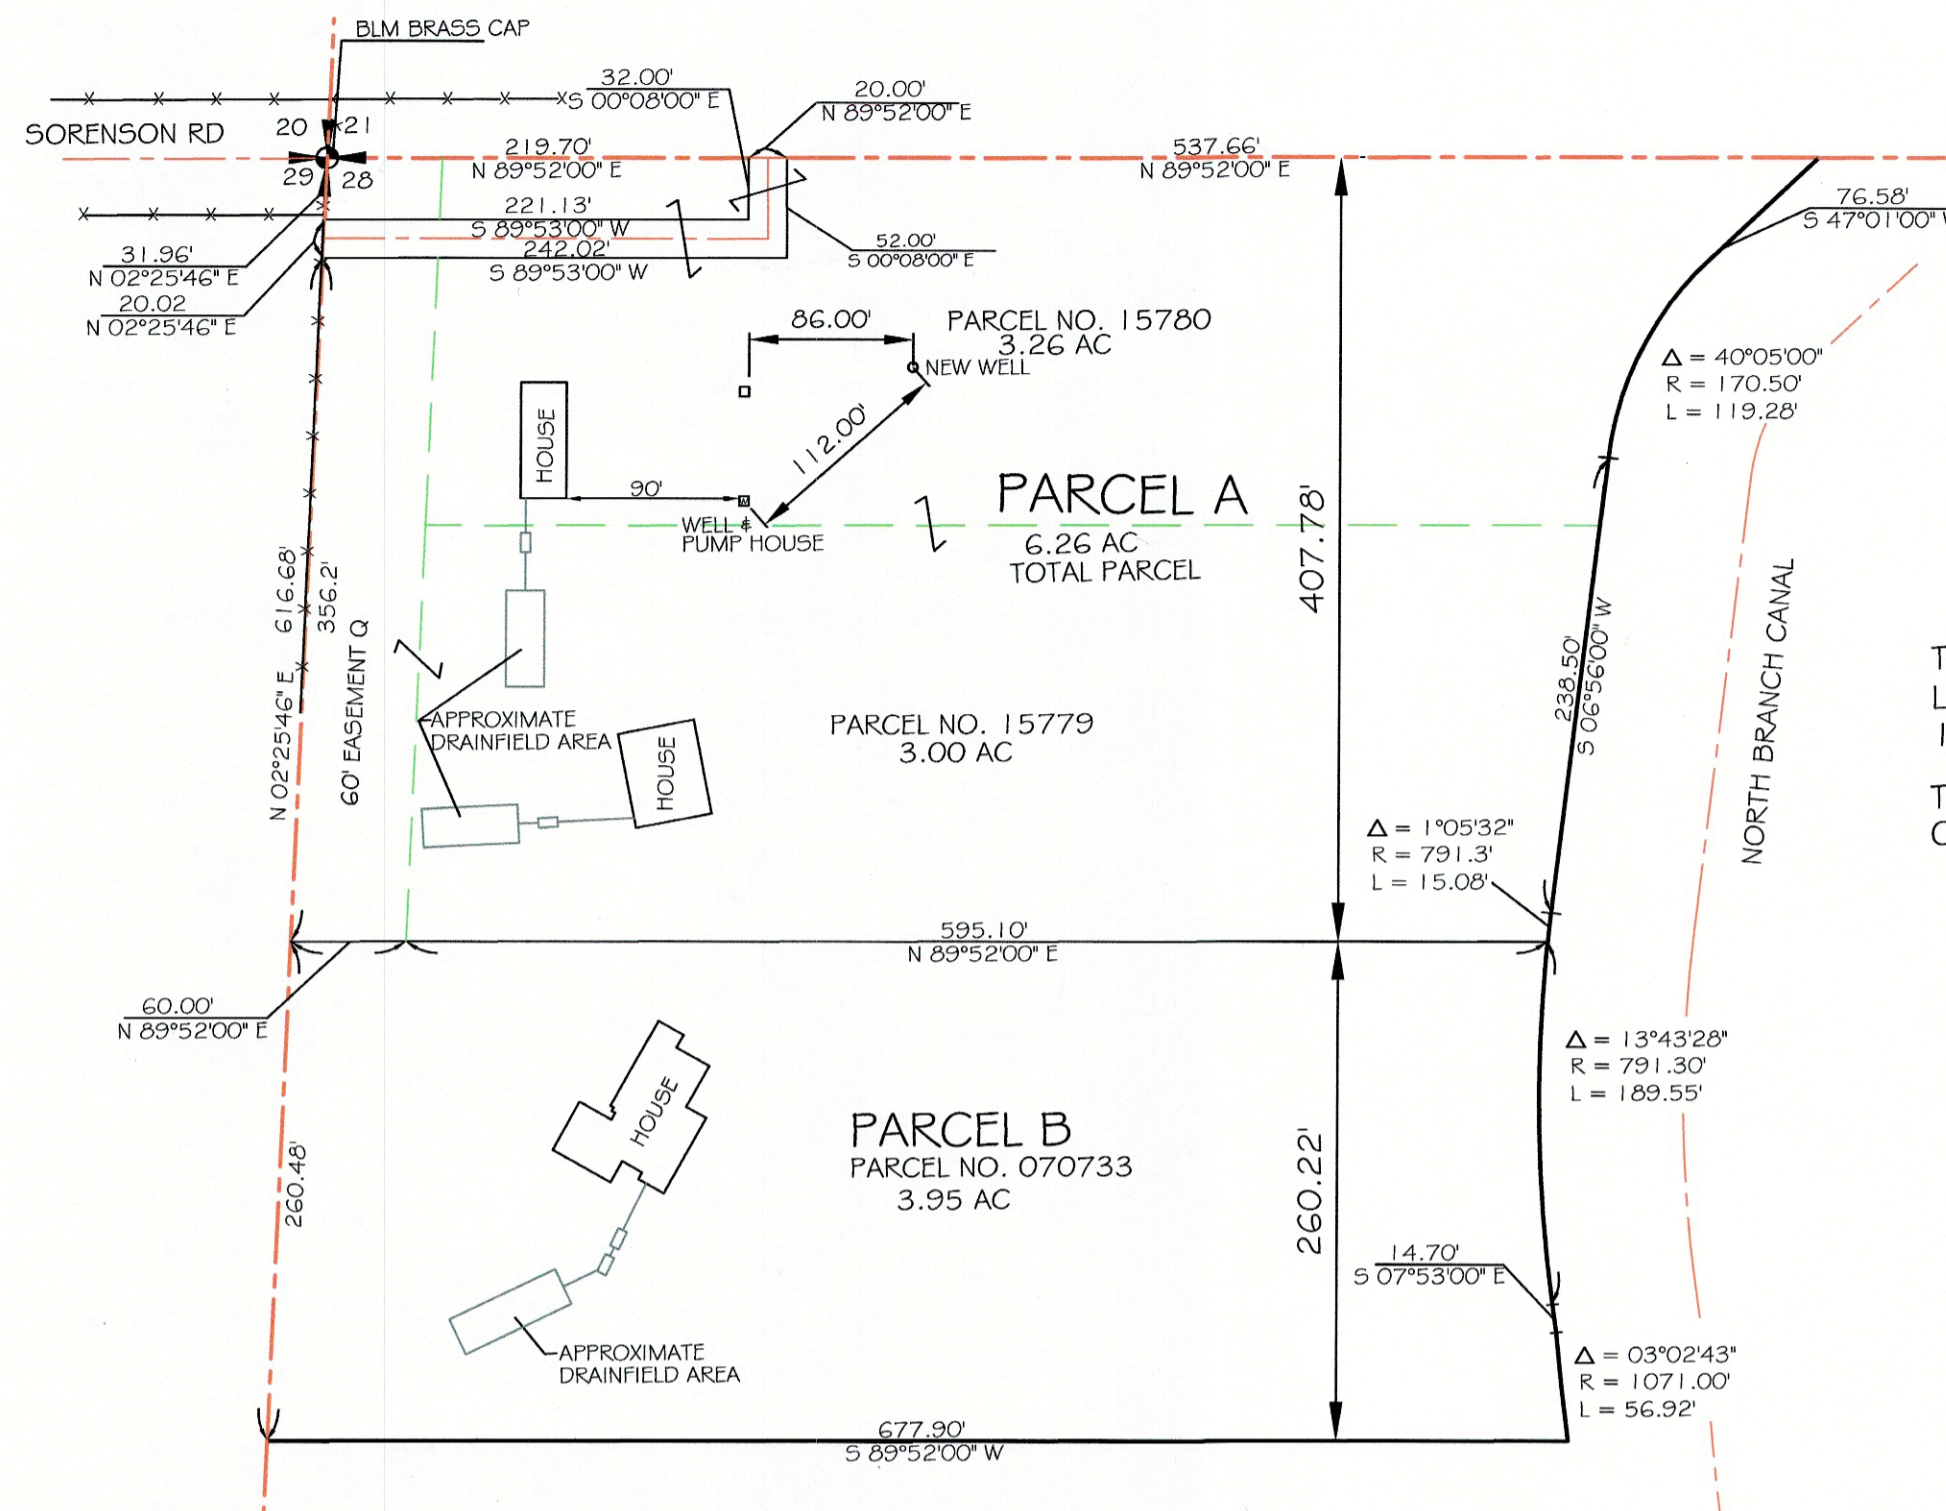 BLM BRASS CAP
32.00'
S 00°08'00" E
20.00'
N 89°52'00" E
SORENSON RD
20
21
29
28
219.70'
N 89°52'00" E
537.66'
N 89°52'00" E
76.58'
S 47°01'00"
221.13'
S 89°53'00" W
242.02'
S 89°53'00" W
52.00'
S 00°08'00" E
31.96'
N 02°25'46" E
20.02
N 02°25'46" E
86.00'
PARCEL NO. 15780
3.26 AC
NEW WELL
Δ = 40°05'00"
R = 170.50'
L = 119.28'
HOUSE
112.00'
90'
W
WELL &
PUMP HOUSE
PARCEL A
6.26 AC
TOTAL PARCEL
407.78'
N 02°25'46" E 616.68'
356.2'
60' EASEMENT Q
238.50'
S 06°56'00" W
NORTH BRANCH CANAL
APPROXIMATE
DRAINFIELD AREA
HOUSE
PARCEL NO. 15779
3.00 AC
Δ = 1°05'32"
R = 791.3'
L = 15.08'
595.10'
N 89°52'00" E
60.00'
N 89°52'00" E
HOUSE
PARCEL B
PARCEL NO. 070733
3.95 AC
260.48'
260.22'
Δ = 13°43'28"
R = 791.30'
L = 189.55'
14.70'
S 07°53'00" E
APPROXIMATE
DRAINFIELD AREA
Δ = 03°02'43"
R = 1071.00'
L = 56.92'
677.90'
S 89°52'00" W